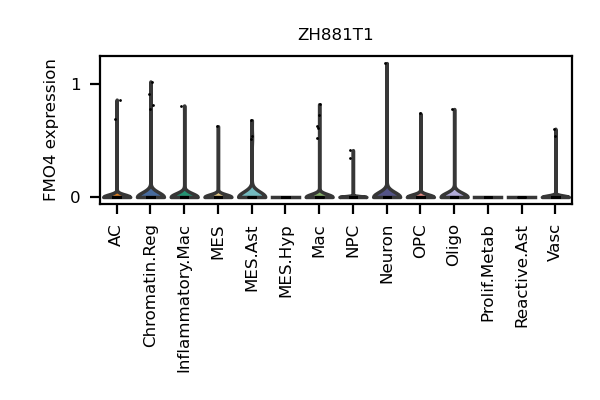 ZH881T1
FMO4 expression
1
0
AC
Chromatin.Reg
Inflammatory.Mac
MES
MES.Ast
MES.Hyp
Mac
NPC
Neuron
OPC
Oligo
Prolif.Metab
Reactive.Ast
Vasc